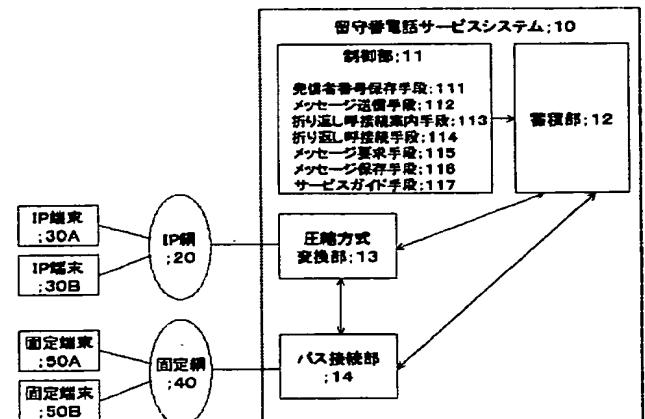 留守番電話サービスシステム;10
制御部;11
発信者番号保存手段;111
メッセージ送信手段;112
折り返し呼接続案内手段;113
折り返し呼接続手段;114
メッセージ要求手段;115
メッセージ保存手段;116
サービスガイド手段;117
蓄積部;12
IP端末
;30A
IP端末
;30B
IP網
;20
圧縮方式
変換部;13
固定端末
;50A
固定端末
;50B
固定網
;40
パス接続部
;14